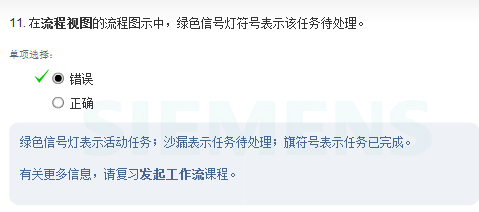 11. 在流程视图的流程图示中，绿色信号灯符号表示该任务待处理。
单项选择：
错误
正确
SIEMENS
绿色信号灯表示活动任务；沙漏表示任务待处理；旗符号表示任务已完成。
有关更多信息，请复习发起工作流课程。